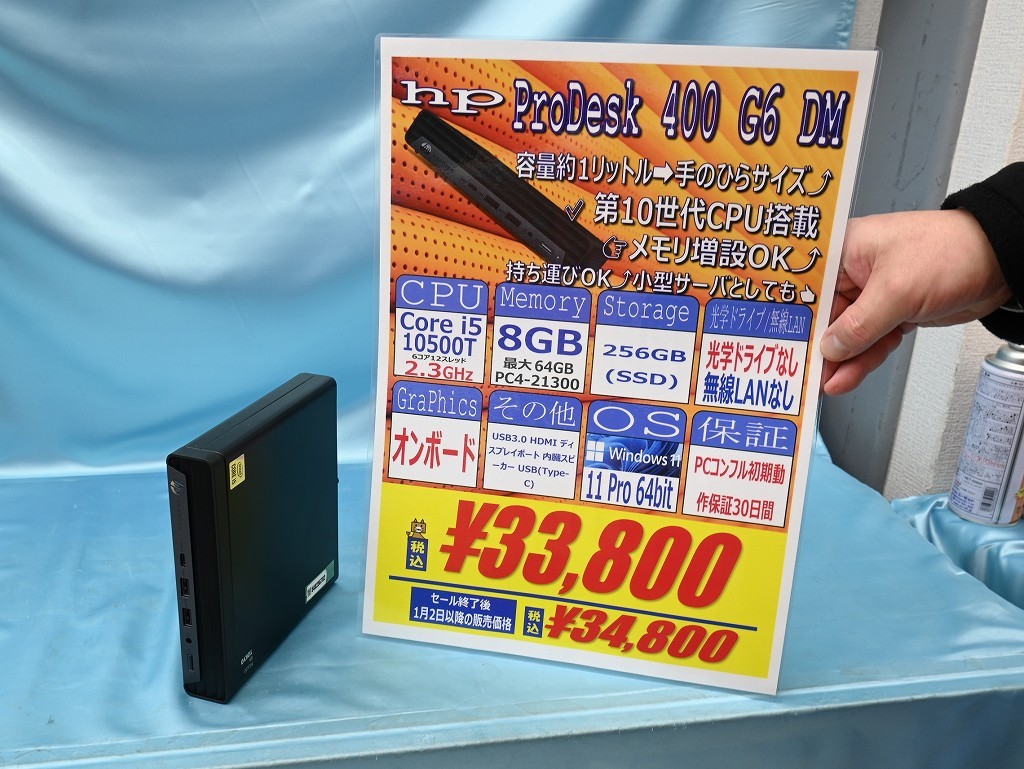 hp ProDesk 400 G6 DM
容量約1リットル➡手のひらサイズ⤴
✓ 第10世代CPU搭載
☞メモリ増設OK⤴
持ち運びOK⤴小型サーバとしても👍
CPU
Core i5
10500T
6コア12スレッド
2.3GHz
Memory
8GB
最大64GB
PC4-21300
Storage
256GB
(SSD)
光学ドライブ/無線LAN
光学ドライブなし
無線LANなし
GraPhics
オンボード
その他
USB3.0 HDMI ディ
スプレイポート 内臓スピ
ーカー USB(Type-
C)
OS
Windows 11
11 Pro 64bit
保証
PCコンフル初期動
作保証30日間
税込
¥33,800
セール終了後
1月2日以降の販売価格
税込
¥34,800